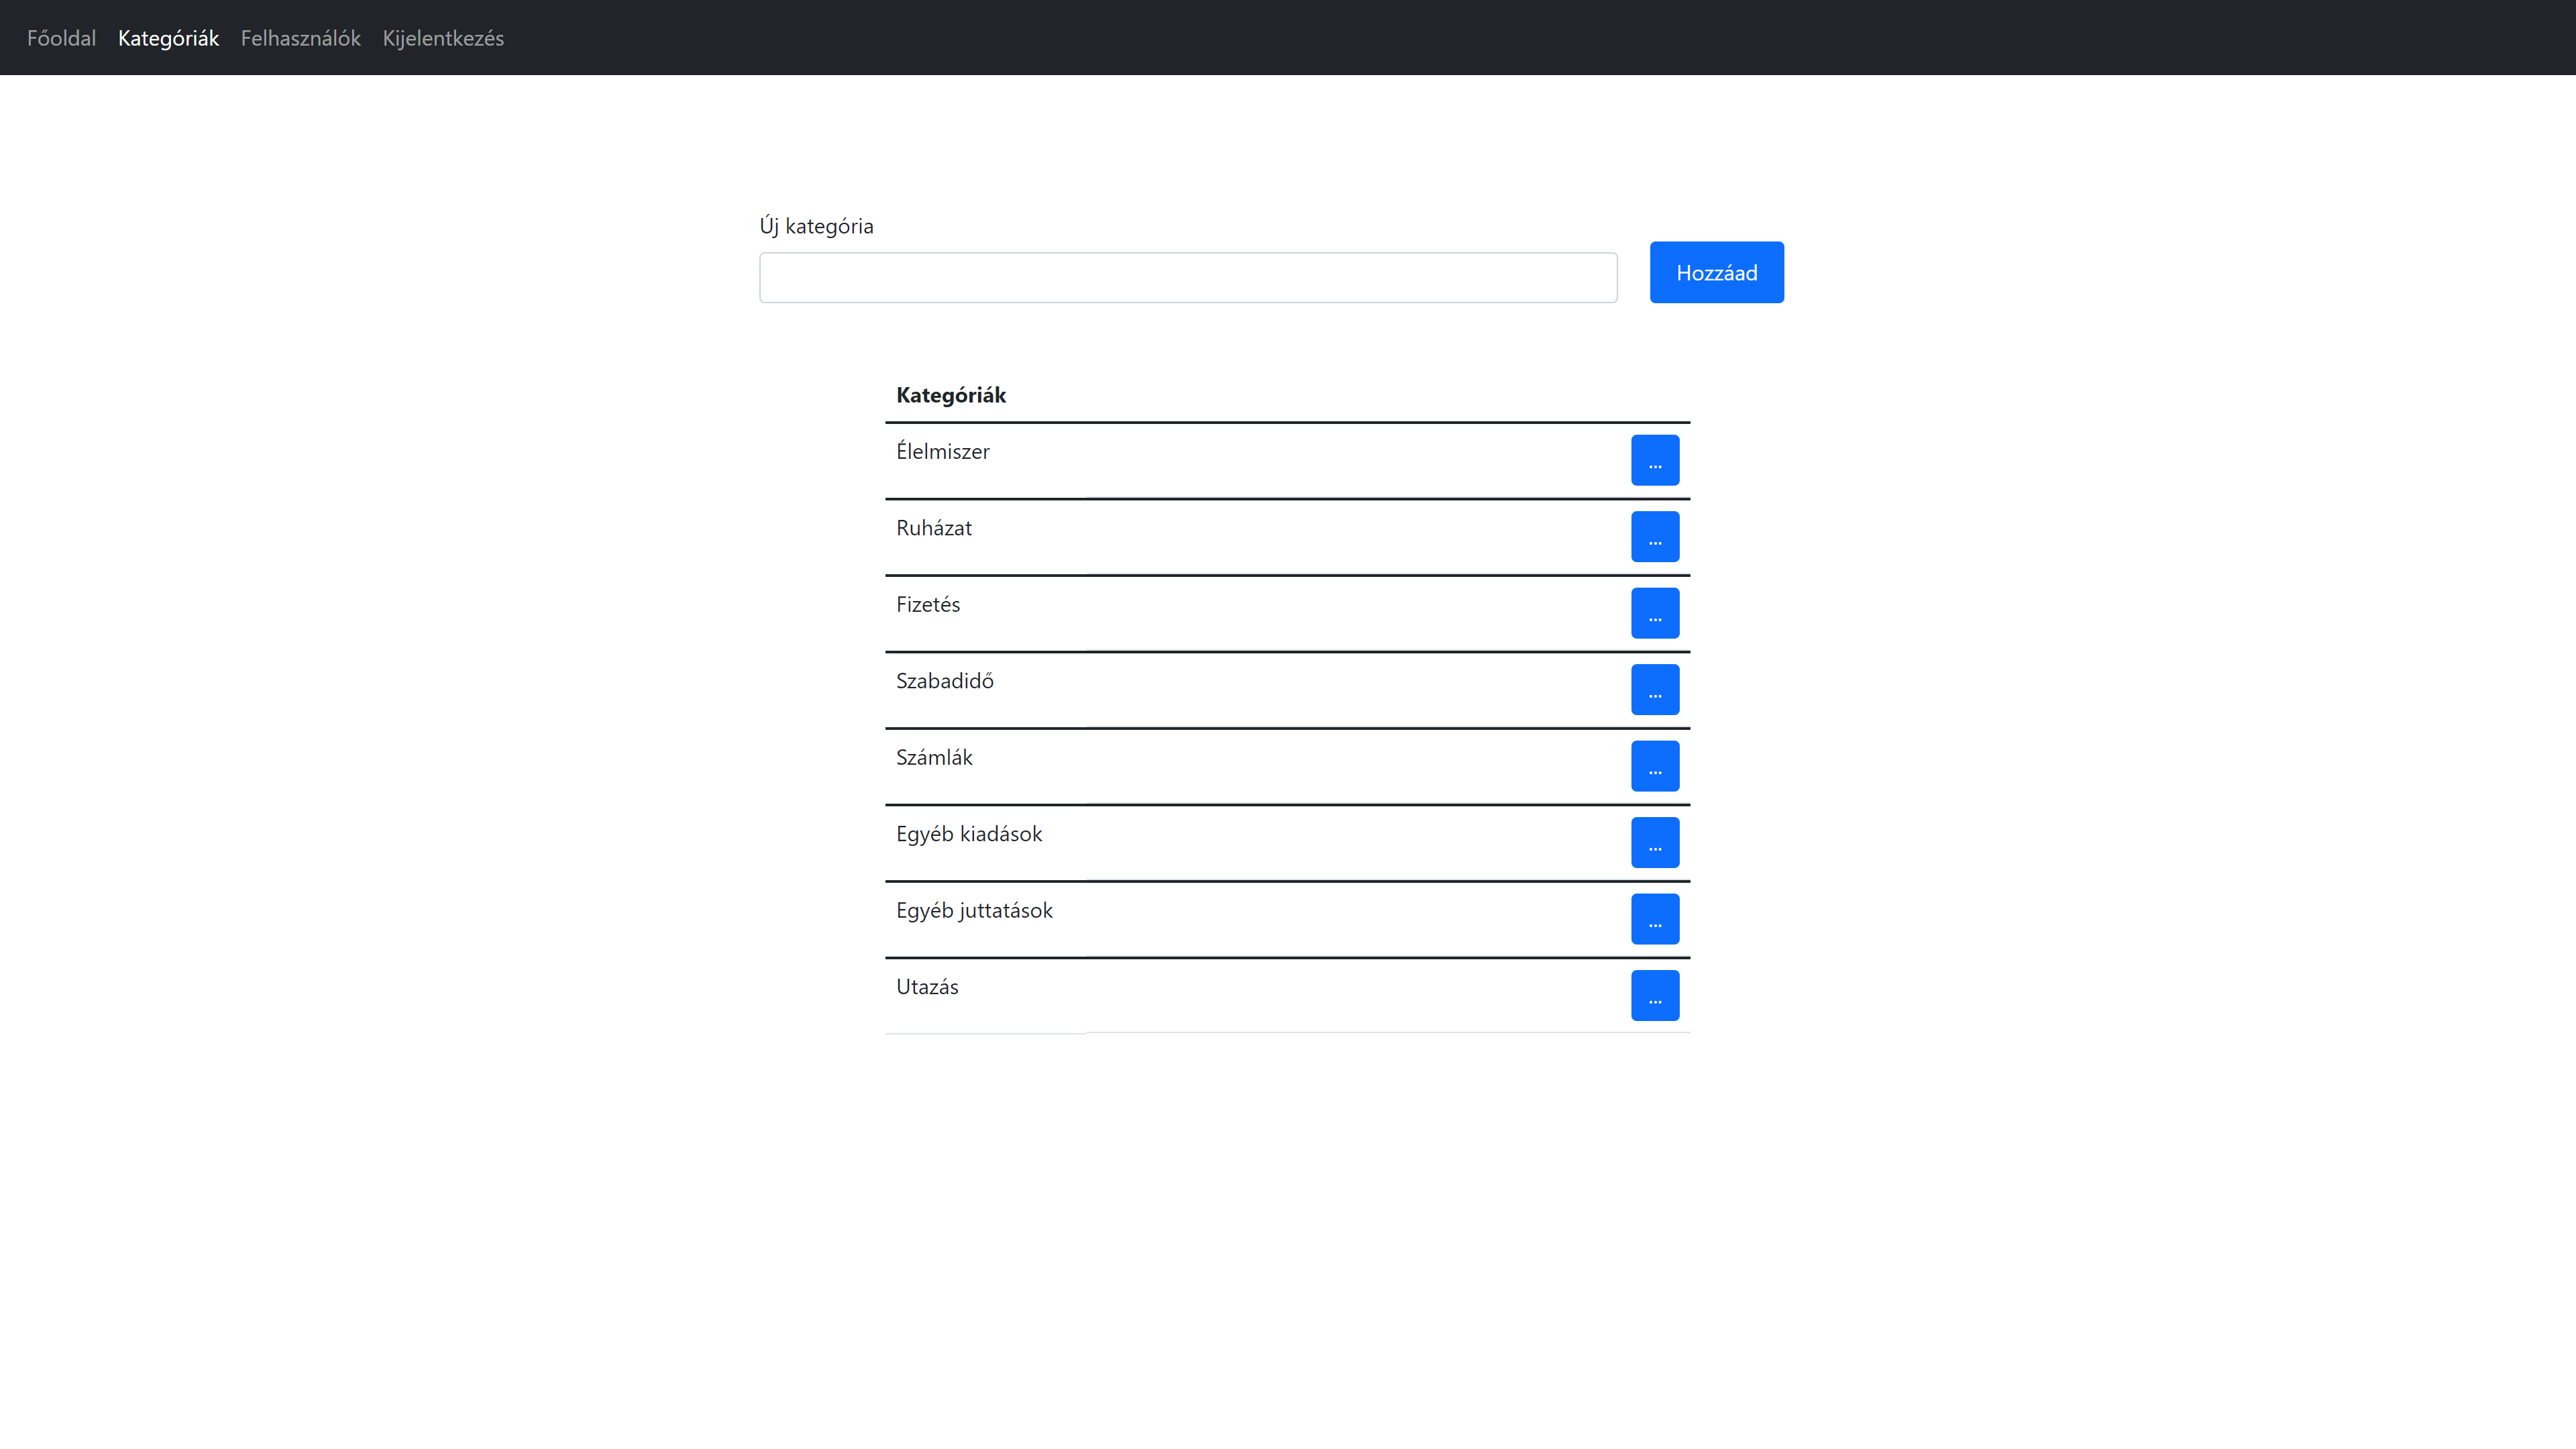 Főoldal Kategóriák Felhasználók Kijelentkezés
Új kategória
Hozzáad
Kategóriák
Élelmiszer ...
Ruházat ...
Fizetés ...
Szabadidő ...
Számlák ...
Egyéb kiadások ...
Egyéb juttatások ...
Utazás ...